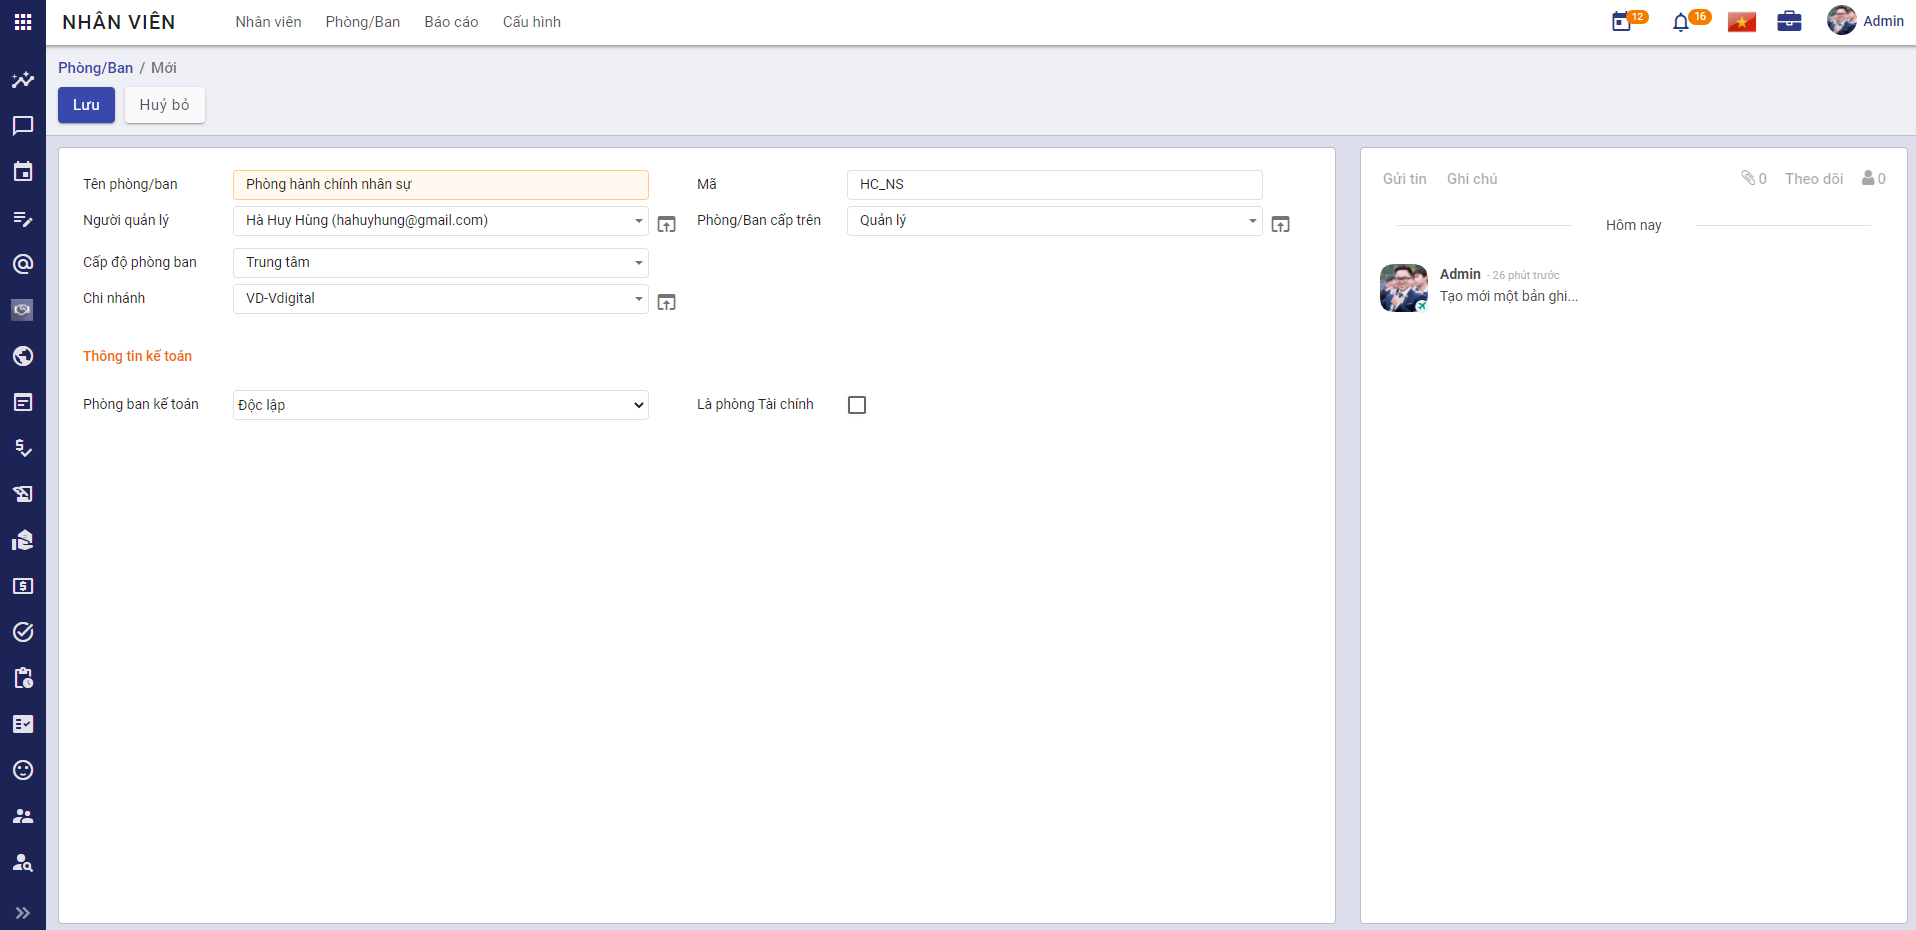 NHÂN VIÊN Nhân viên Phòng/Ban Báo cáo Cấu hình 12 16 Admin
Phòng/Ban / Mới
Lưu Huỷ bỏ
Tên phòng/ban Phòng hành chính nhân sự Mã HC_NS
Người quản lý Hà Huy Hùng (hahuyhung@gmail.com) Phòng/Ban cấp trên Quản lý
Cấp độ phòng ban Trung tâm
Chi nhánh VD-Vdigital
Thông tin kế toán
Phòng ban kế toán Độc lập Là phòng Tài chính
Gửi tin Ghi chú 0 Theo dõi 0
Hôm nay
Admin - 26 phút trước
Tạo mới một bản ghi...